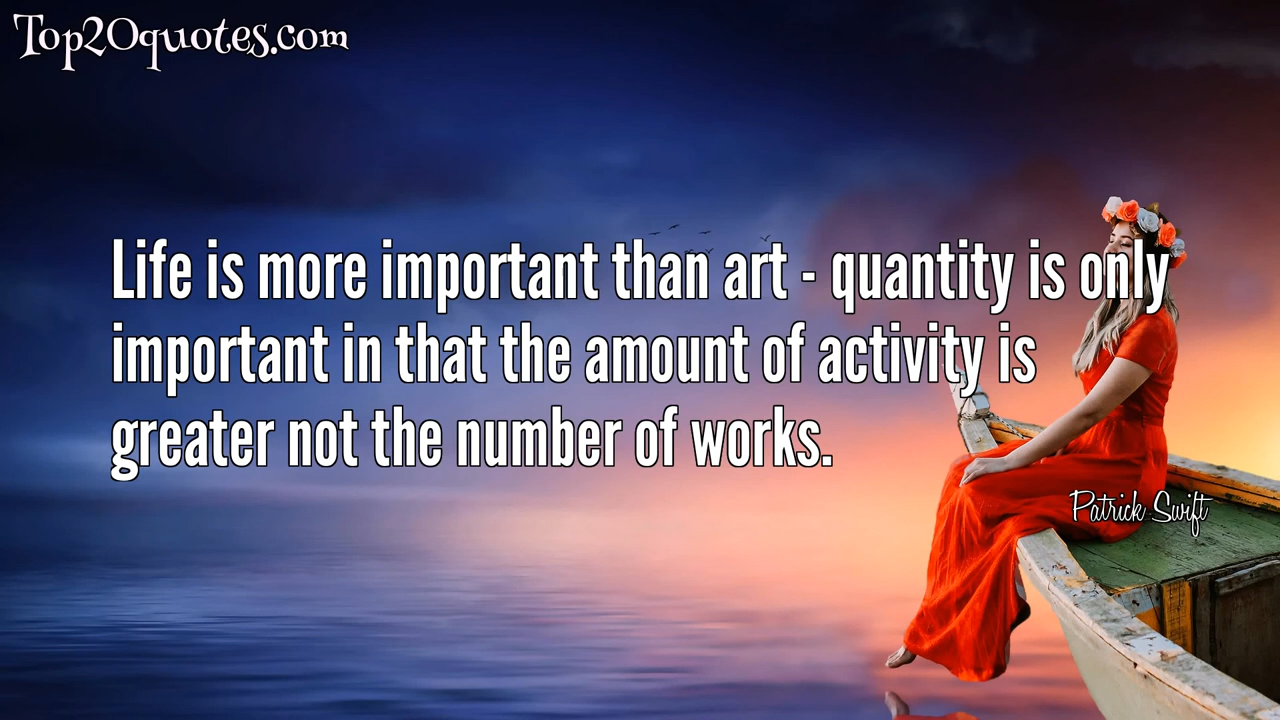 Top20quotes.com
Life is more important than art - quantity is only
important in that the amount of activity is
greater not the number of works.
Patrick Swift